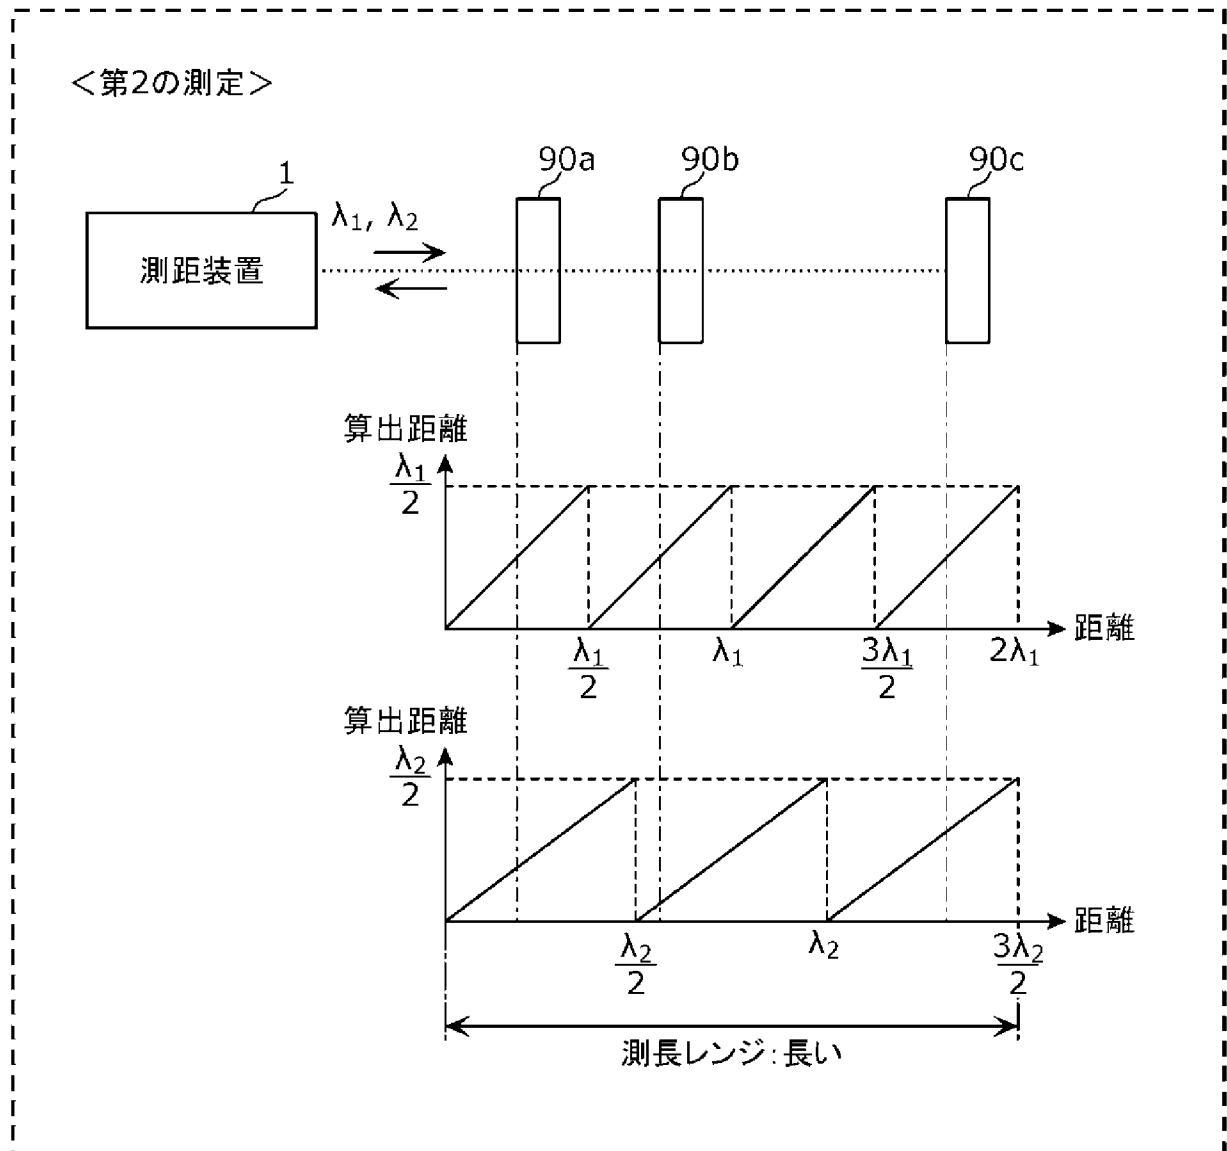 <第2の測定>
1
90a
90b
90c
λ₁, λ₂
測距装置
算出距離
λ₁/2
λ₁/2
λ₁
3λ₁/2
2λ₁
距離
算出距離
λ₂/2
λ₂/2
λ₂
3λ₂/2
距離
測長レンジ:長い